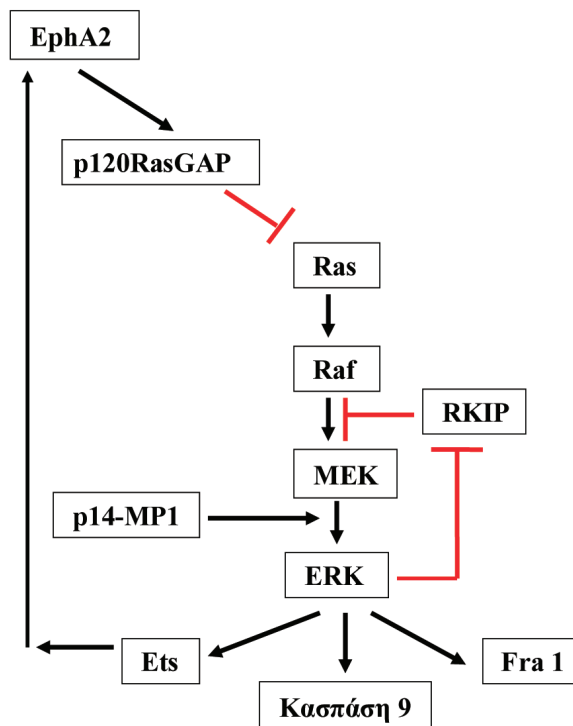 EphA2
p120RasGAP
Ras
Raf
RKIP
MEK
p14-MP1
ERK
Ets
Fra 1
Κασπάση 9